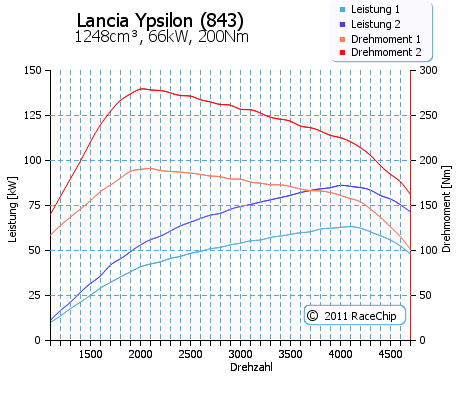 Lancia Ypsilon (843)
1248cm³, 66kW, 200Nm
Leistung 1
Leistung 2
Drehmoment 1
Drehmoment 2
150
125
100
75
50
25
0
Leistung [kW]
300
250
200
150
100
50
0
Drehmoment [Nm]
© 2011 RaceChip
1500 2000 2500 3000 3500 4000 4500
Drehzahl